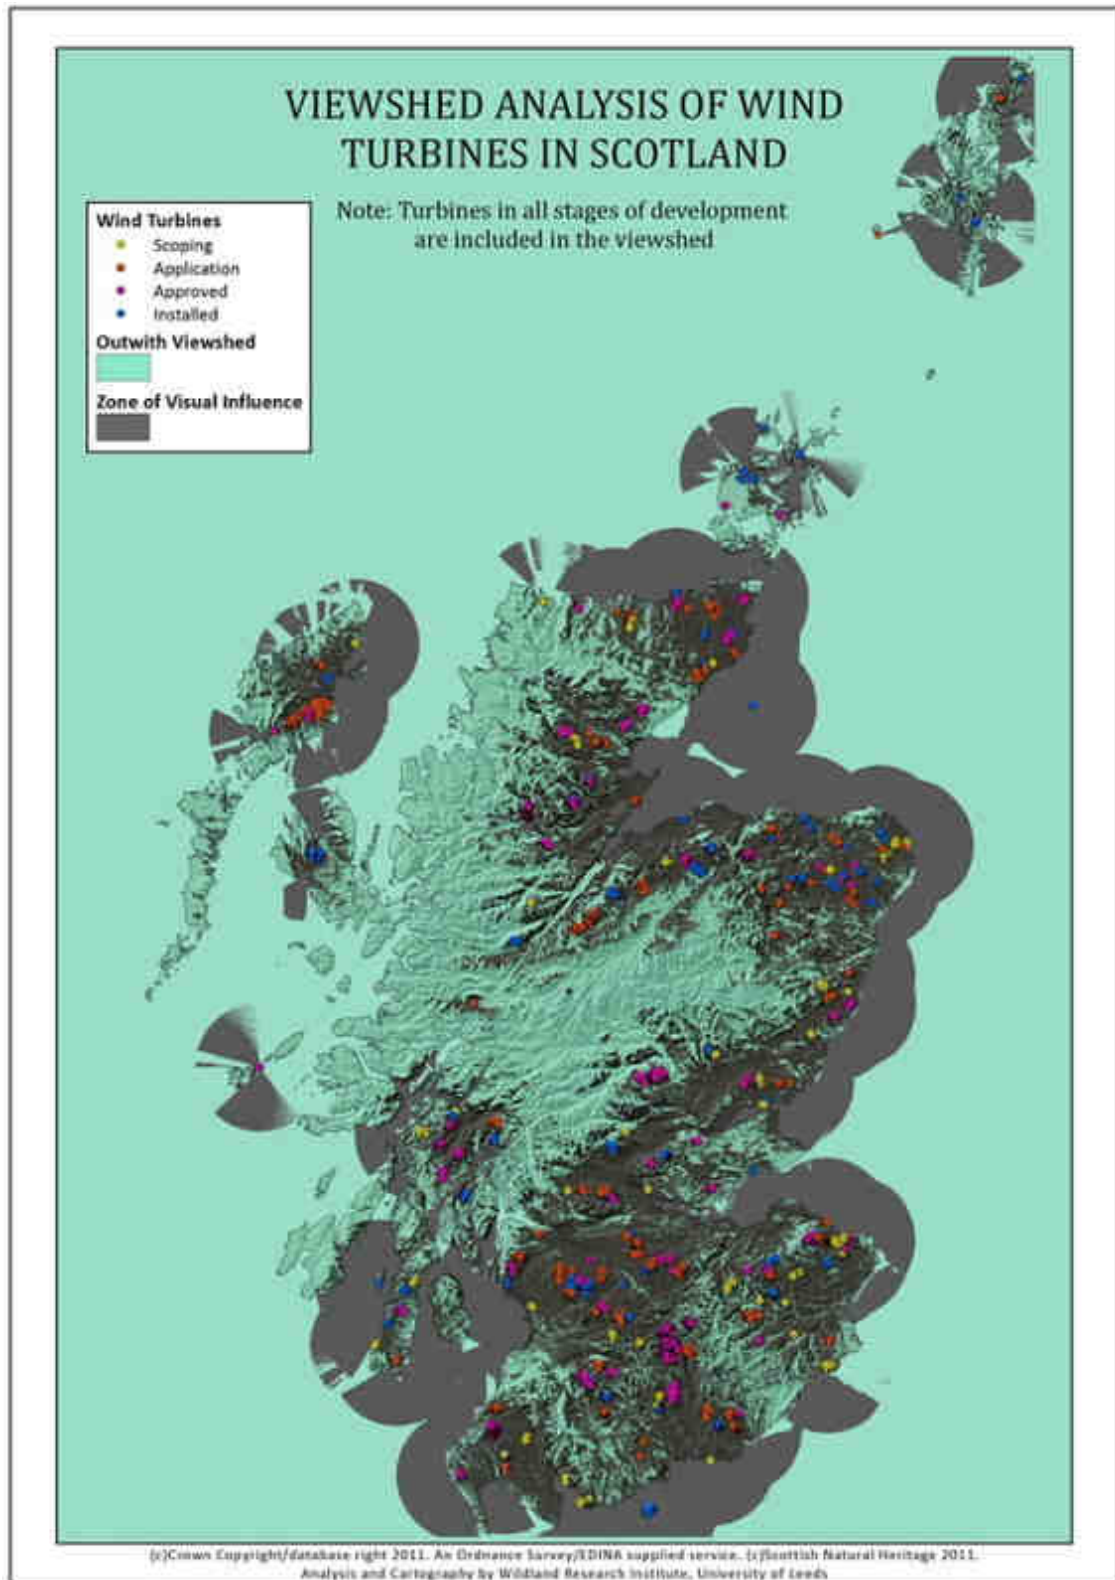 VIEWSHED ANALYSIS OF WIND
TURBINES IN SCOTLAND
Note: Turbines in all stages of development
are included in the viewshed
Wind Turbines
Scoping
Application
Approved
Installed
Outwith Viewshed
Zone of Visual Influence
(c)Crown Copyright/database right 2011. An Ordnance Survey/EDINA supplied service. (c)Scottish Natural Heritage 2011.
Analysis and Cartography by Wildland Research Institute, University of Leeds